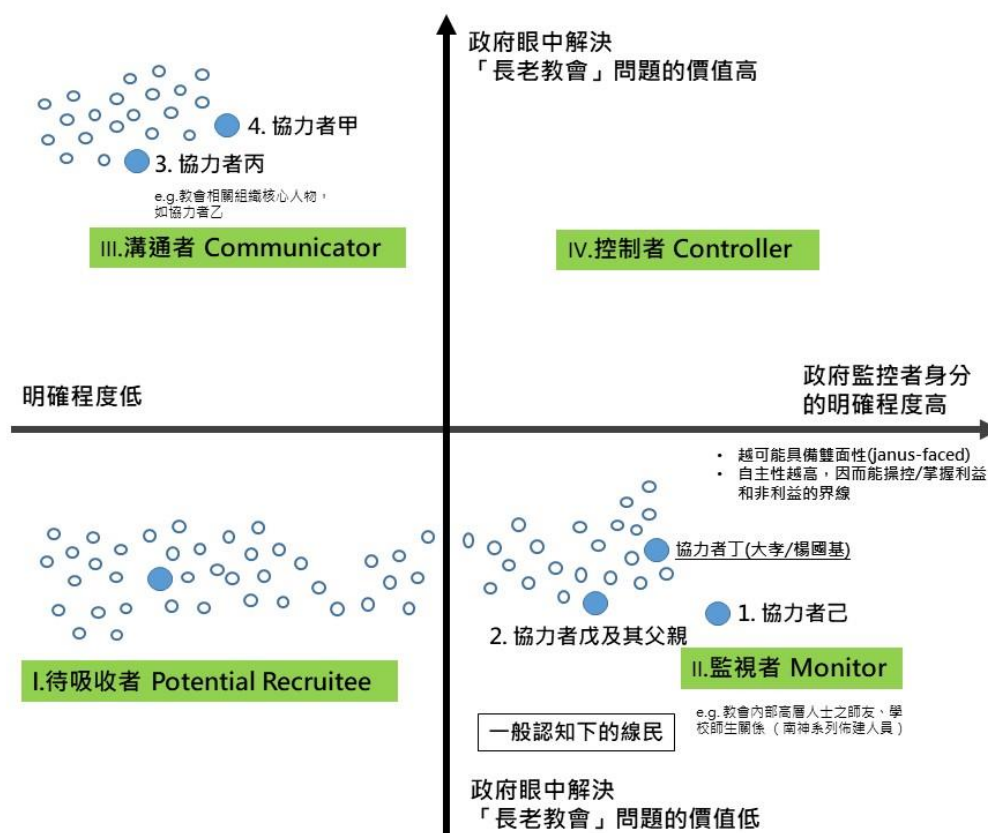 政府眼中解決
「長老教會」問題的價值高
4. 協力者甲
3. 協力者丙
e.g.教會相關組織核心人物，
如協力者乙
III.溝通者 Communicator
IV.控制者 Controller
明確程度低
政府監控者身分
的明確程度高
• 越可能具備雙面性(janus-faced)
• 自主性越高，因而能操控/掌握利益
和非利益的界線
協力者丁(大孝/楊國基)
1. 協力者己
2. 協力者戊及其父親
I.待吸收者 Potential Recruitee
II.監視者 Monitor
e.g. 教會內部高層人士之師友、學
校師生關係（南神系列佈建人員）
一般認知下的線民
政府眼中解決
「長老教會」問題的價值低